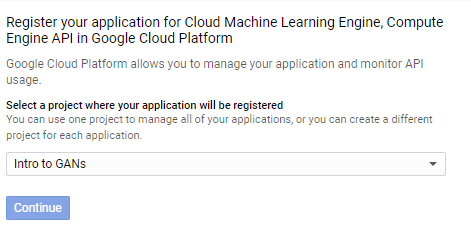 Register your application for Cloud Machine Learning Engine, Compute
Engine API in Google Cloud Platform
Google Cloud Platform allows you to manage your application and monitor API
usage.
Select a project where your application will be registered
You can use one project to manage all of your applications, or you can create a different
project for each application.
Intro to GANs
Continue